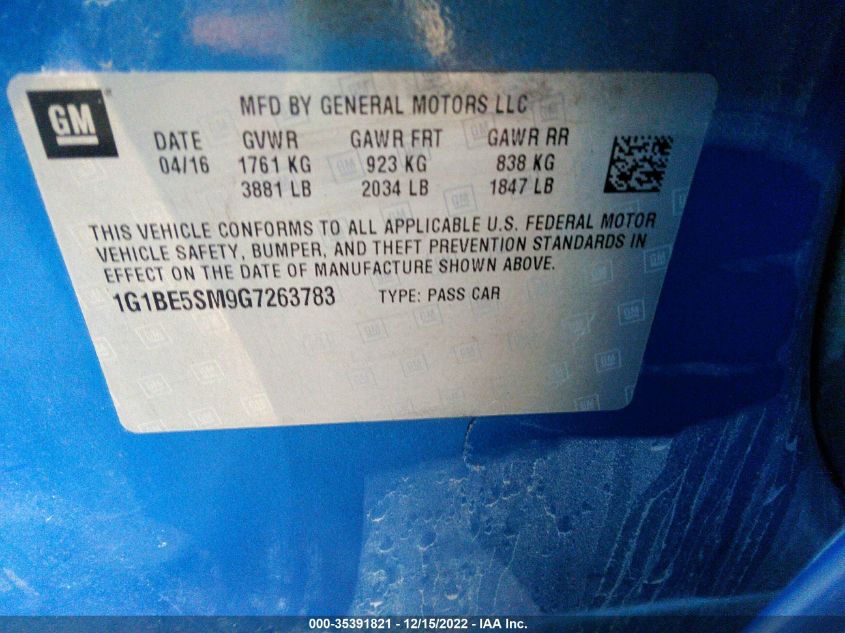 GM
MFD BY GENERAL MOTORS LLC
DATE GVWR GAWR FRT GAWR RR
04/16 1761 KG 923 KG 838 KG
3881 LB 2034 LB 1847 LB
THIS VEHICLE CONFORMS TO ALL APPLICABLE U.S. FEDERAL MOTOR
VEHICLE SAFETY, BUMPER, AND THEFT PREVENTION STANDARDS IN
EFFECT ON THE DATE OF MANUFACTURE SHOWN ABOVE.
1G1BE5SM9G7263783 TYPE: PASS CAR
000-35391821 - 12/15/2022 - IAA Inc.